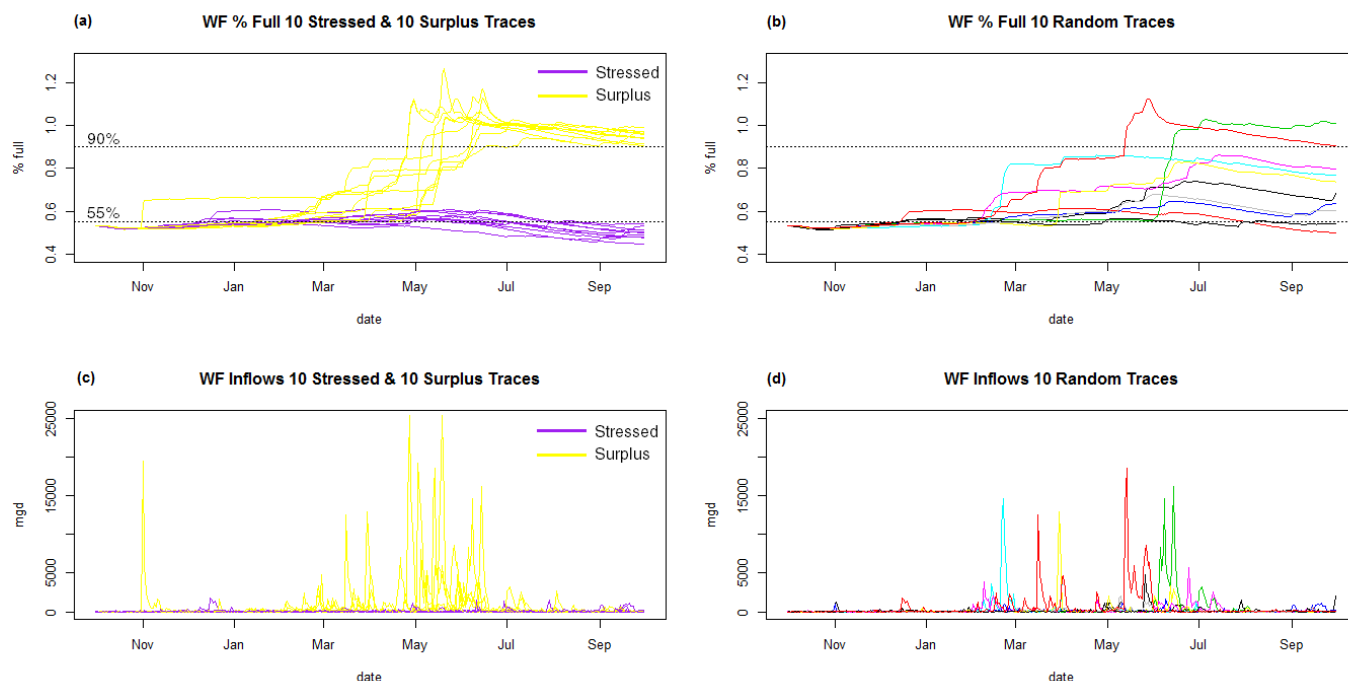 (a) WF % Full 10 Stressed & 10 Surplus Traces
% full
1.2
1.0
0.8
0.6
0.4
90%
55%
Stressed
Surplus
Nov Jan Mar May Jul Sep
date
(b) WF % Full 10 Random Traces
% full
1.2
1.0
0.8
0.6
0.4
Nov Jan Mar May Jul Sep
date
(c) WF Inflows 10 Stressed & 10 Surplus Traces
mgd
25000
15000
5000
0
Stressed
Surplus
Nov Jan Mar May Jul Sep
date
(d) WF Inflows 10 Random Traces
mgd
25000
15000
5000
0
Nov Jan Mar May Jul Sep
date